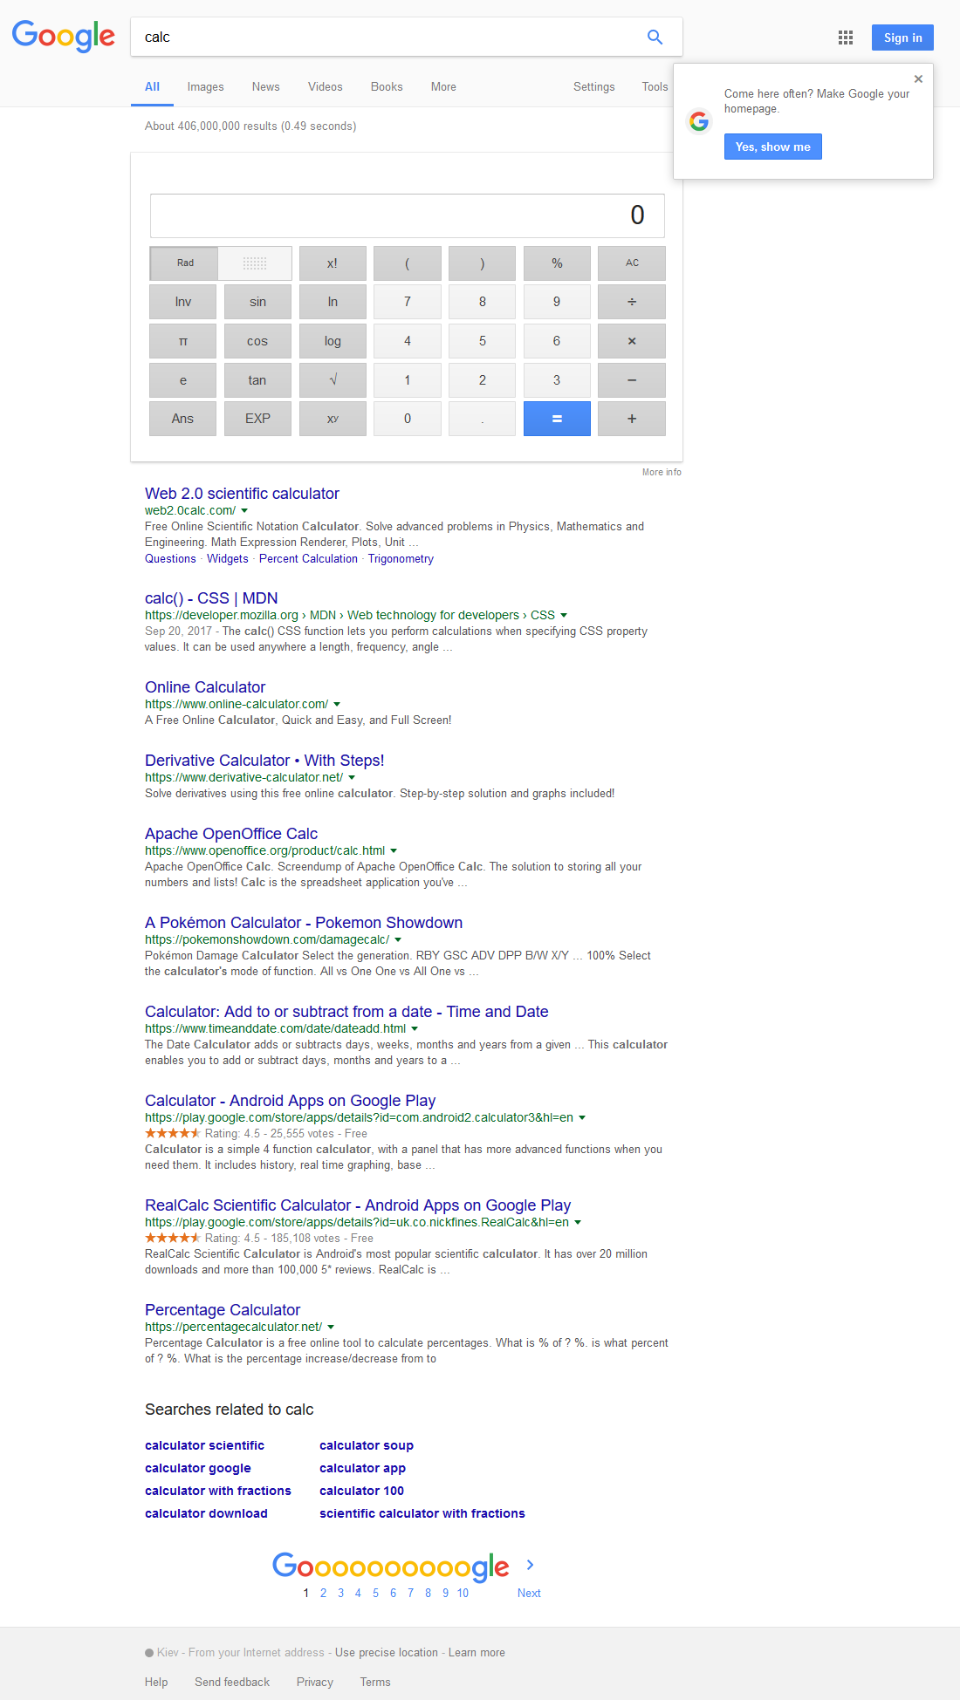 Google
calc
Sign in
All Images News Videos Books More Settings Tools
Come here often? Make Google your
homepage.
Yes, show me
About 406,000,000 results (0.49 seconds)
0
Rad x! ( ) % AC
Inv sin ln 7 8 9 ÷
π cos log 4 5 6 ×
e tan √ 1 2 3 −
Ans EXP xy 0 . = +
More info
Web 2.0 scientific calculator
web2.0calc.com/
Free Online Scientific Notation Calculator. Solve advanced problems in Physics, Mathematics and
Engineering. Math Expression Renderer, Plots, Unit ...
Questions · Widgets · Percent Calculation · Trigonometry
calc() - CSS | MDN
https://developer.mozilla.org › MDN › Web technology for developers › CSS
Sep 20, 2017 - The calc() CSS function lets you perform calculations when specifying CSS property
values. It can be used anywhere a length, frequency, angle ...
Online Calculator
https://www.online-calculator.com/
A Free Online Calculator, Quick and Easy, and Full Screen!
Derivative Calculator • With Steps!
https://www.derivative-calculator.net/
Solve derivatives using this free online calculator. Step-by-step solution and graphs included!
Apache OpenOffice Calc
https://www.openoffice.org/product/calc.html
Apache OpenOffice Calc. Screendump of Apache OpenOffice Calc. The solution to storing all your
numbers and lists! Calc is the spreadsheet application you've ...
A Pokémon Calculator - Pokemon Showdown
https://pokemonshowdown.com/damagecalc/
Pokémon Damage Calculator Select the generation. RBY GSC ADV DPP B/W X/Y ... 100% Select
the calculator's mode of function. All vs One One vs All One vs ...
Calculator: Add to or subtract from a date - Time and Date
https://www.timeanddate.com/date/dateadd.html
The Date Calculator adds or subtracts days, weeks, months and years from a given ... This calculator
enables you to add or subtract days, months and years to a ...
Calculator - Android Apps on Google Play
https://play.google.com/store/apps/details?id=com.android2.calculator3&hl=en
Rating: 4.5 - 25,555 votes - Free
Calculator is a simple 4 function calculator, with a panel that has more advanced functions when you
need them. It includes history, real time graphing, base ...
RealCalc Scientific Calculator - Android Apps on Google Play
https://play.google.com/store/apps/details?id=uk.co.nickfines.RealCalc&hl=en
Rating: 4.5 - 185,108 votes - Free
RealCalc Scientific Calculator is Android's most popular scientific calculator. It has over 20 million
downloads and more than 100,000 5* reviews. RealCalc is ...
Percentage Calculator
https://percentagecalculator.net/
Percentage Calculator is a free online tool to calculate percentages. What is % of ? %. is what percent
of ? %. What is the percentage increase/decrease from to
Searches related to calc
calculator scientific calculator soup
calculator google calculator app
calculator with fractions calculator 100
calculator download scientific calculator with fractions
Goooooooooogle
1 2 3 4 5 6 7 8 9 10 Next
Kiev - From your Internet address - Use precise location - Learn more
Help Send feedback Privacy Terms